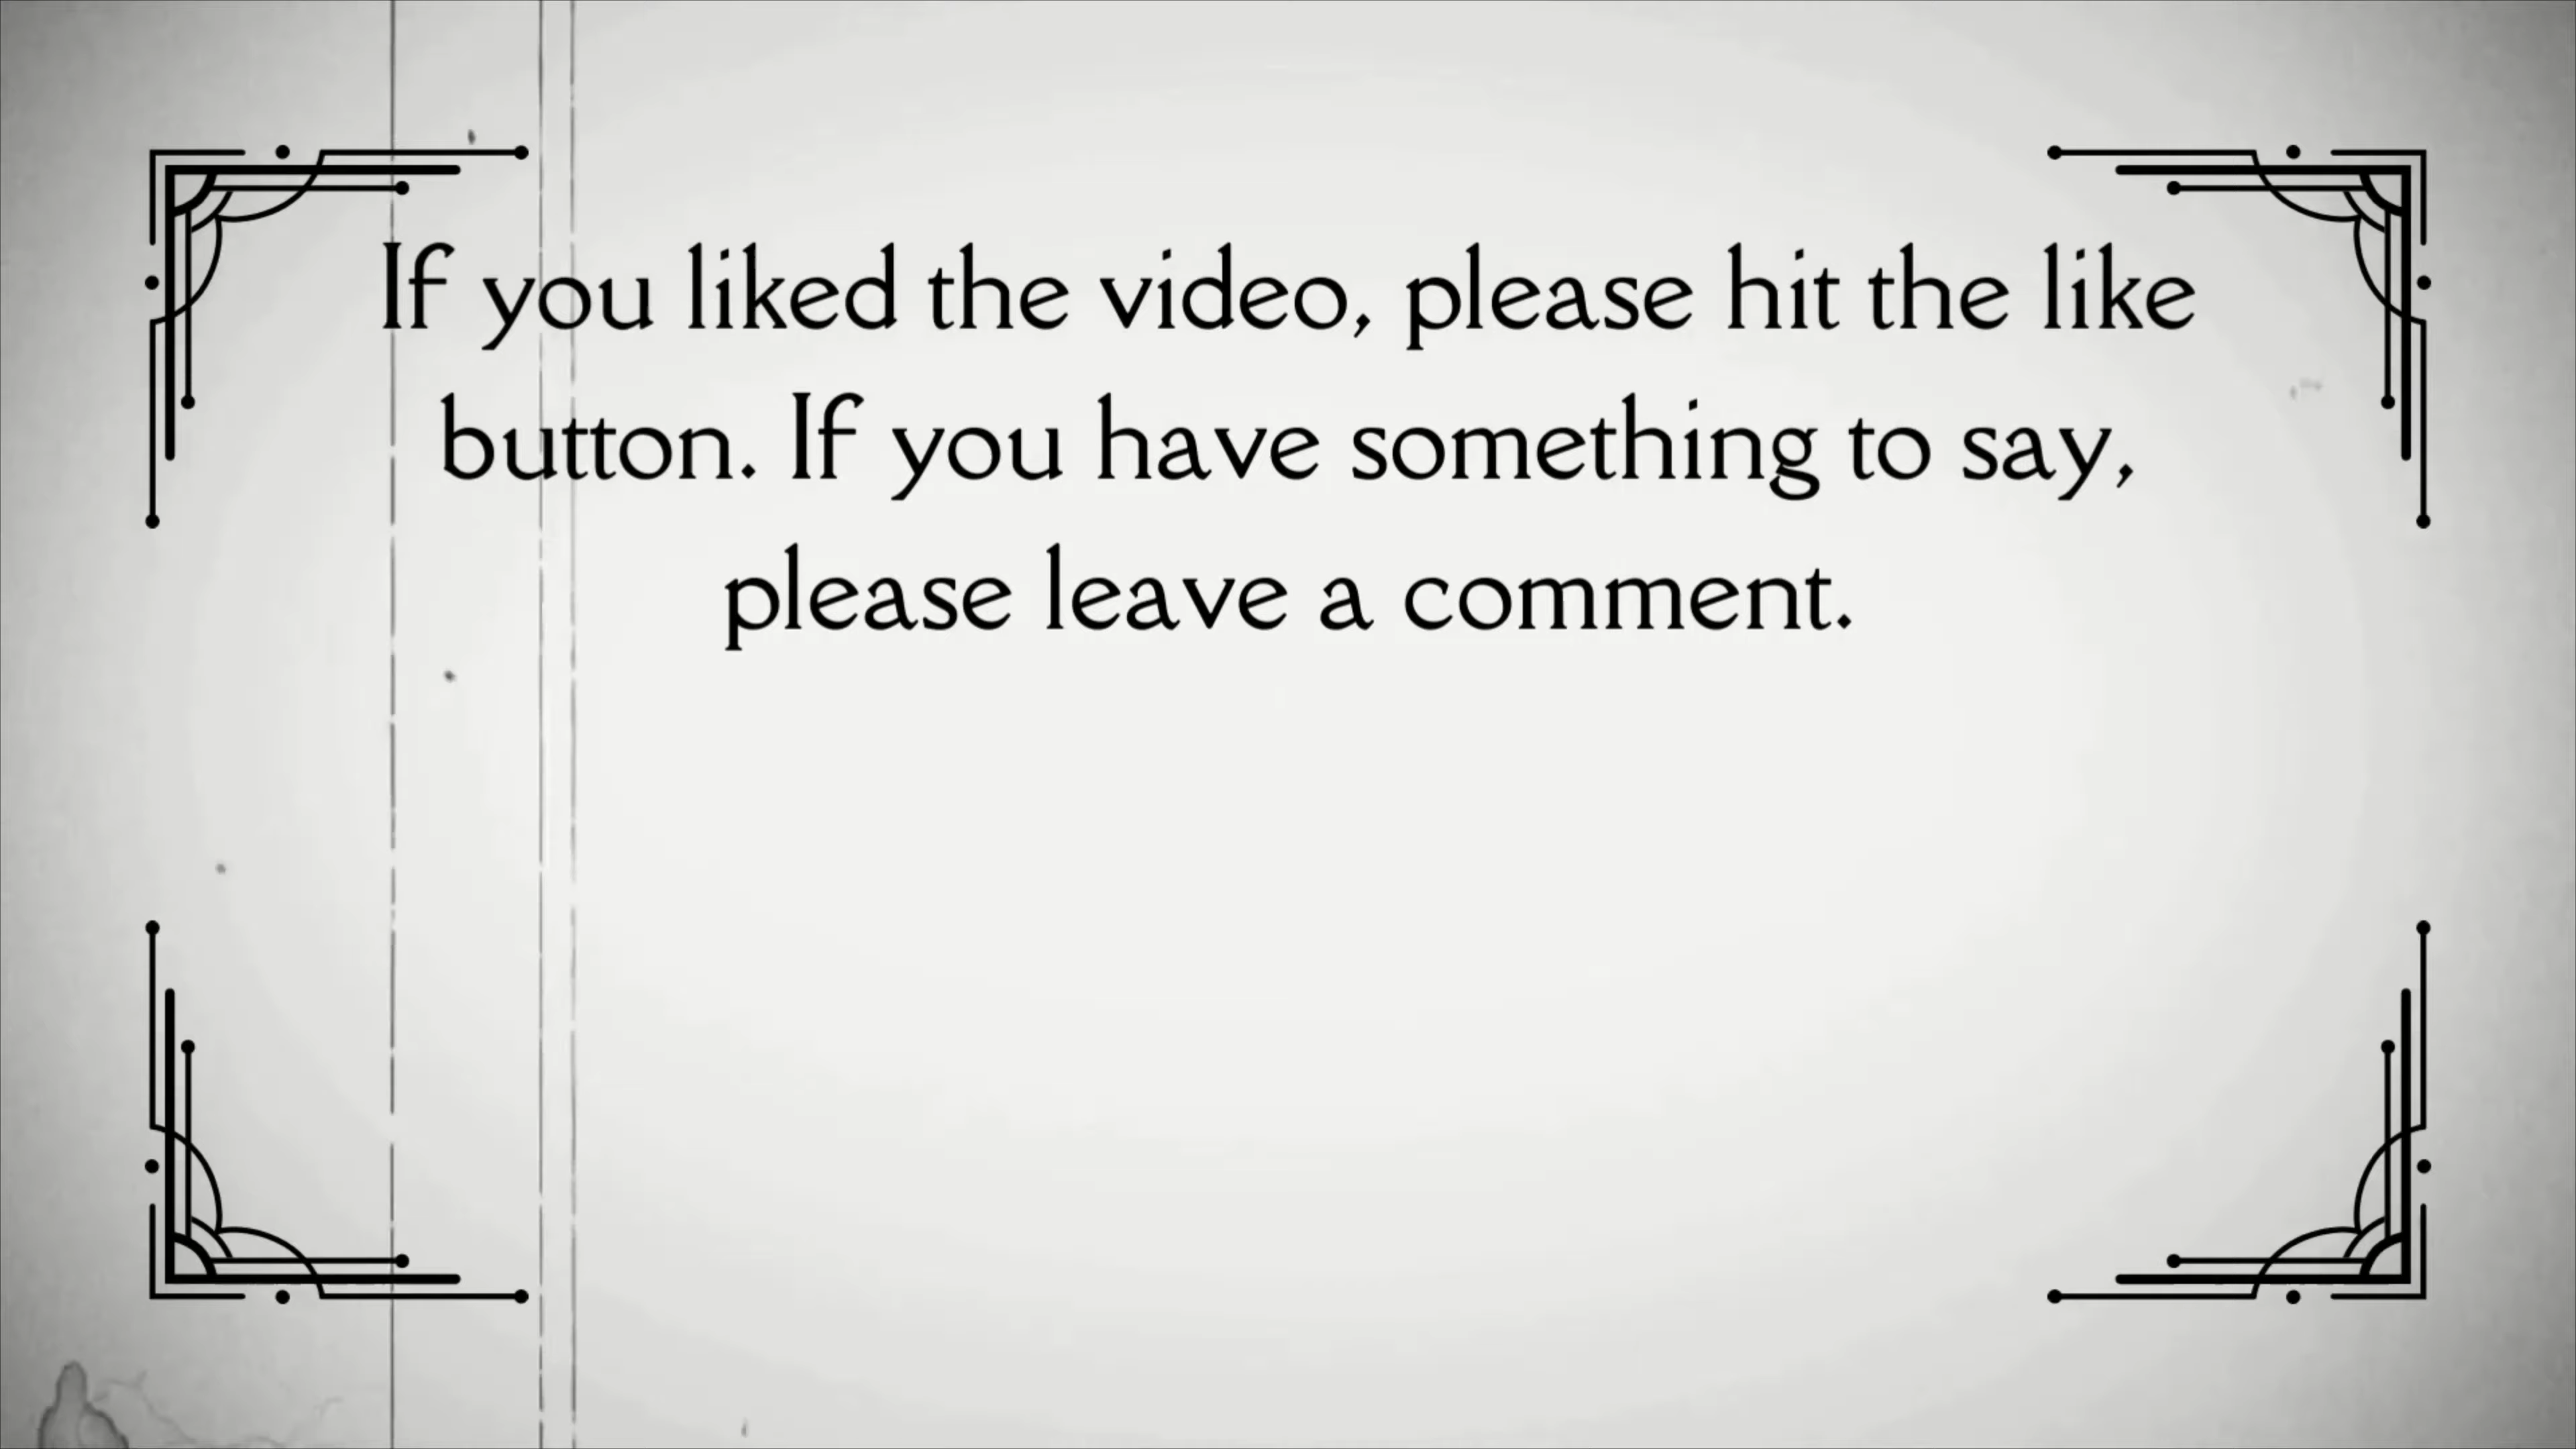 If you liked the video, please hit the like
button. If you have something to say,
please leave a comment.